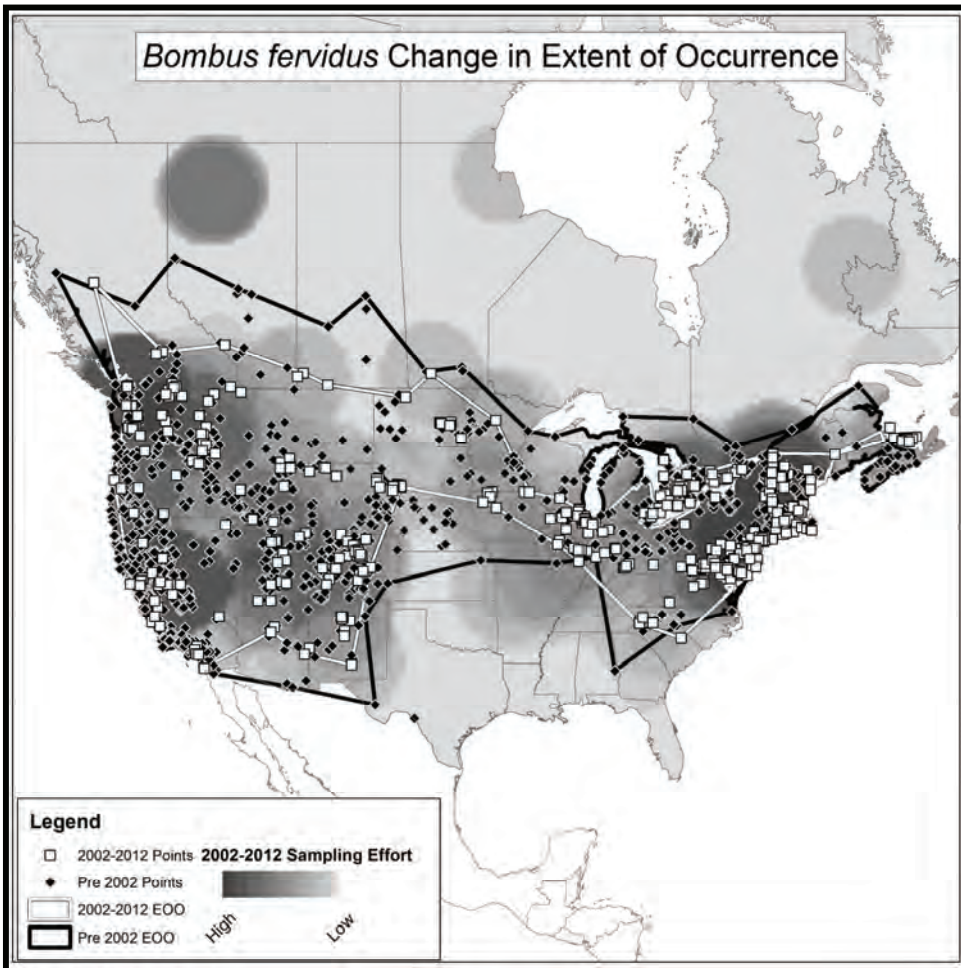 Bombus fervidus Change in Extent of Occurrence
Legend
2002-2012 Points
Pre 2002 Points
2002-2012 EOO
Pre 2002 EOO
2002-2012 Sampling Effort
High
Low